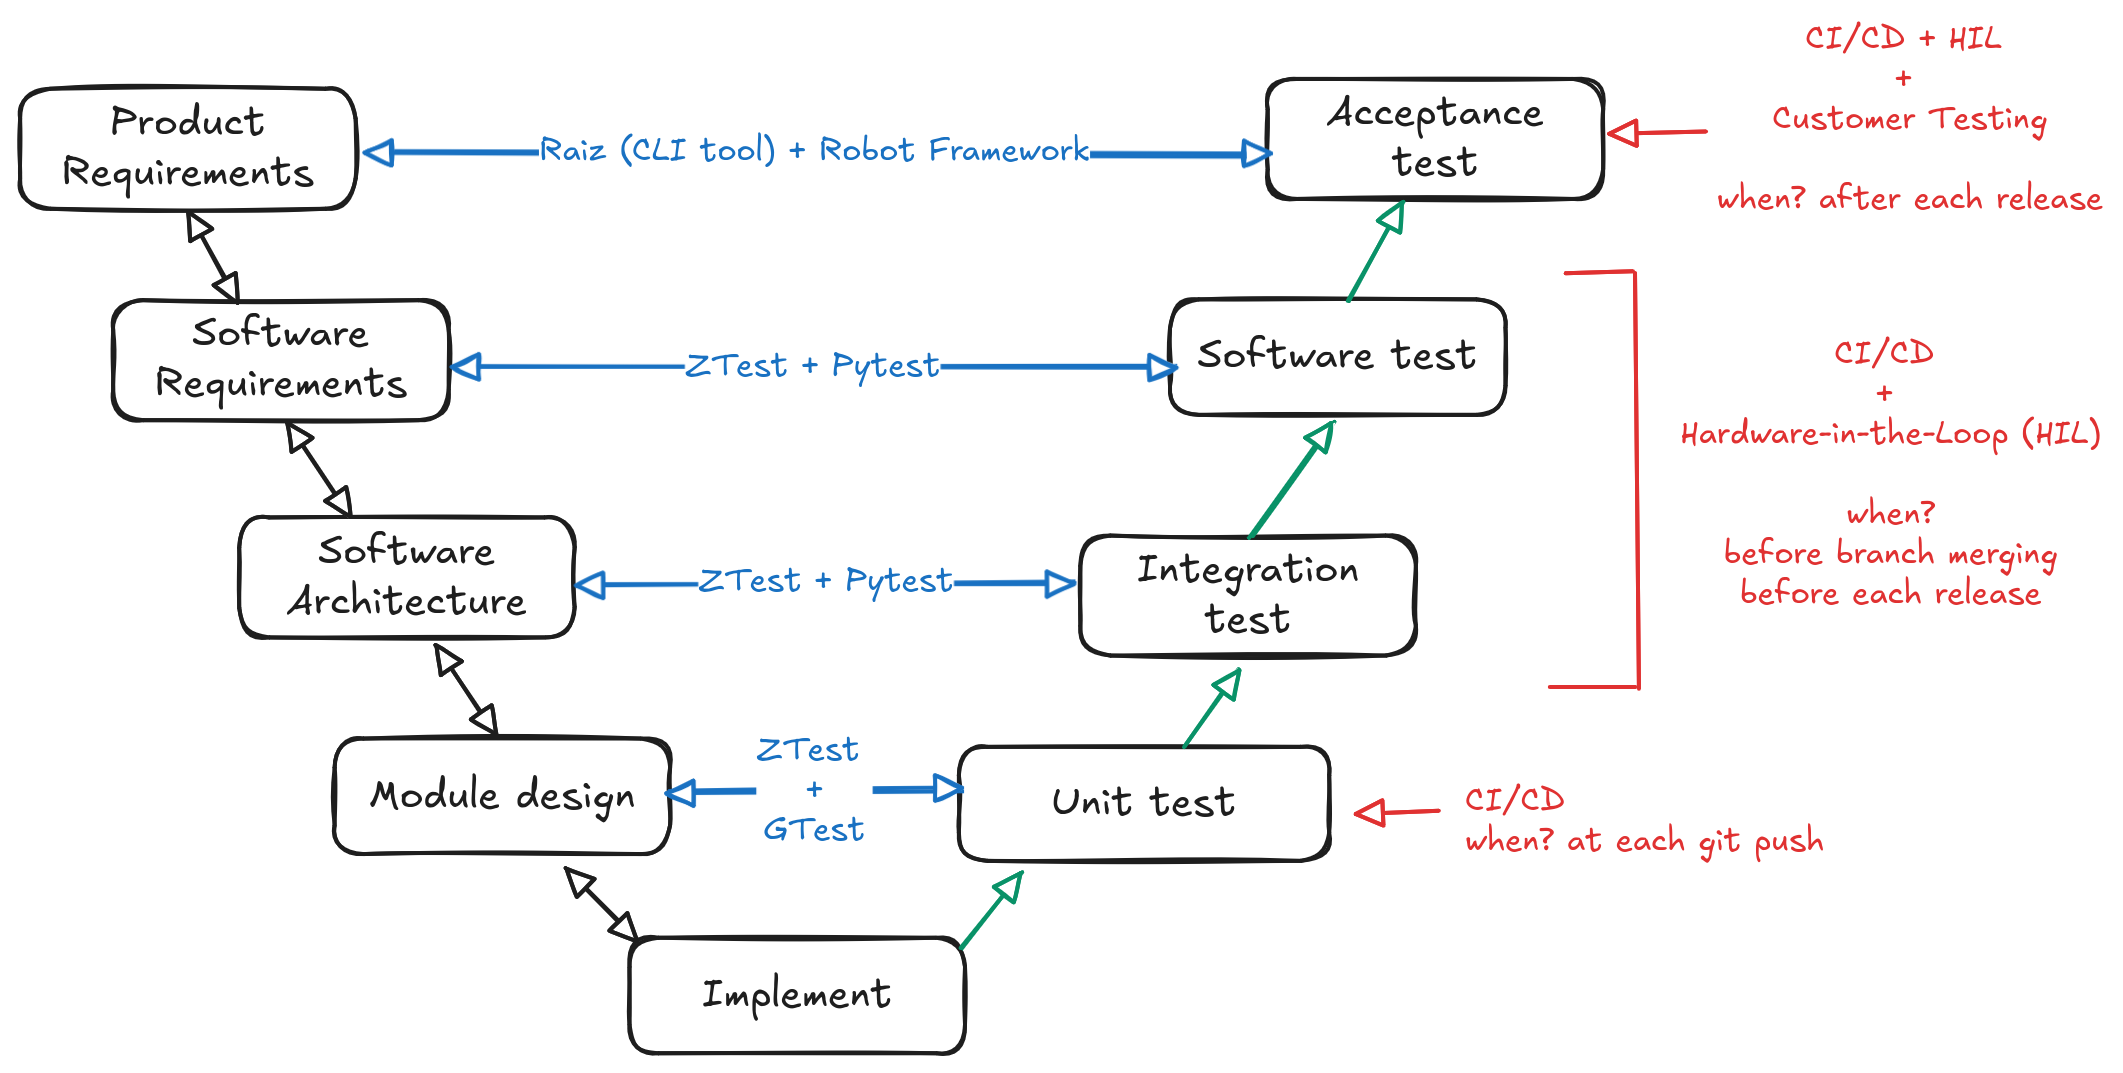 CI/CD + HIL
+
Customer Testing
when? after each release
Product
Requirements
Raiz (CLI tool) + Robot Framework
Acceptance
test
Software
Requirements
ZTest + Pytest
Software test
CI/CD
+
Hardware-in-the-Loop (HIL)
when?
before branch merging
before each release
Software
Architecture
ZTest + Pytest
Integration
test
Module design
ZTest
+
GTest
Unit test
CI/CD
when? at each git push
Implement